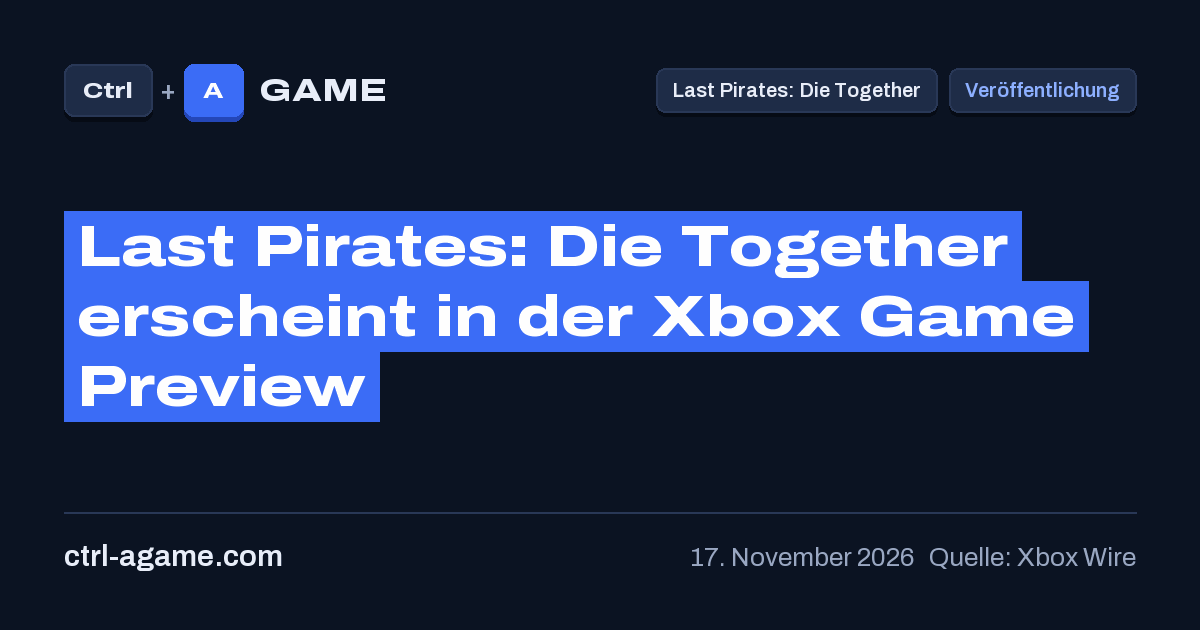 Ctrl + A GAME
Last Pirates: Die Together
Veröffentlichung
Last Pirates: Die Together
erscheint in der Xbox Game
Preview
ctrl-agame.com
17. November 2026 Quelle: Xbox Wire